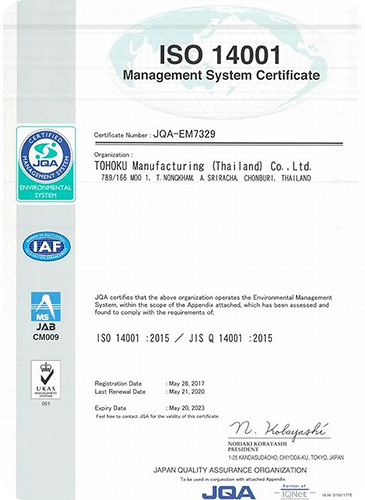 ISO 14001
Management System Certificate
CERTIFIED
MANAGEMENT SYSTEM
JQA
ENVIRONMENTAL
SYSTEM
Certificate Number : JQA-EM7329
Organization :
TOHOKU Manufacturing (Thailand) Co., Ltd.
789/166 MOO 1, T. NONGKHAM, A. SRIRACHA, CHONBURI, THAILAND
IAF
MS
JAB
CM009
JQA certifies that the above organization operates the Environmental Management
System, within the scope of the Appendix attached, which has been assessed and
found to comply with the requirements of;
ISO 14001 :2015 / JIS Q 14001 :2015
UKAS
091
Registration Date : May 26, 2017
Last Renewal Date : May 21, 2020
Expiry Date : May 20, 2023
Feel free to contact JQA for the validity of this certificate.
N. Kobayashi
NORIAKI KOBAYASHI
PRESIDENT
1-25 KANDASUDACHO, CHIYODA-KU, TOKYO, JAPAN
JAPAN QUALITY ASSURANCE ORGANIZATION
To be used in conjunction with attached Appendix.
JQA
Partner of
IQNet